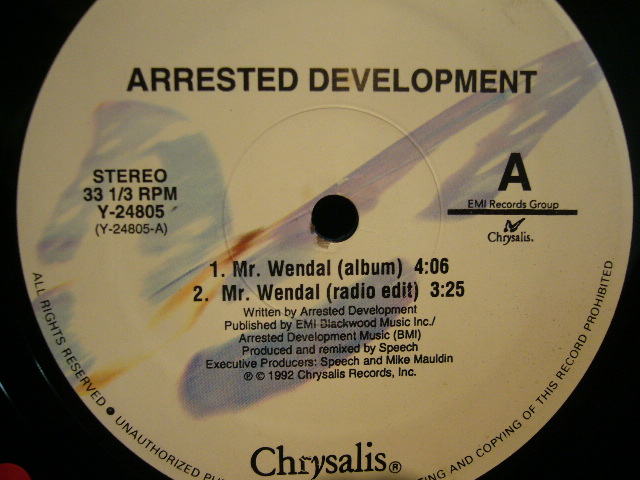 ARRESTED DEVELOPMENT
STEREO
33 1/3 RPM
Y-24805
(Y-24805-A)
A
EMI Records Group
Chrysalis.
1. Mr. Wendal (album) 4:06
2. Mr. Wendal (radio edit) 3:25
Written by Arrested Development
Published by EMI Blackwood Music Inc./
Arrested Development Music (BMI)
Produced and remixed by Speech
Executive Producers: Speech and Mike Mauldin
℗ © 1992 Chrysalis Records, Inc.
Chrysalis®
ALL RIGHTS RESERVED ● UNAUTHORIZED
AND COPYING OF THIS RECORD PROHIBITED